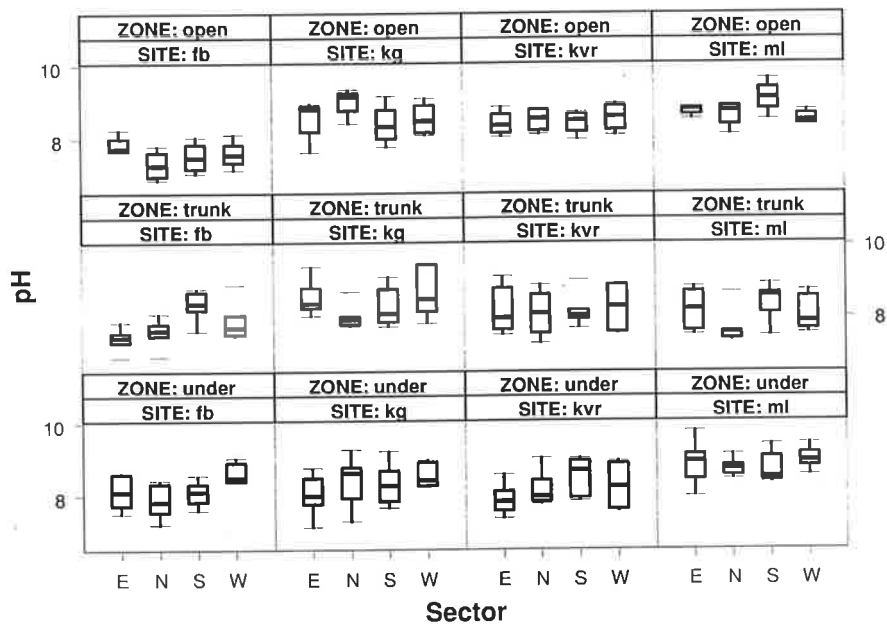 ZONE: open ZONE: open ZONE: open ZONE: open
SITE: fb SITE: kg SITE: kvr SITE: ml
10
8
ZONE: trunk ZONE: trunk ZONE: trunk ZONE: trunk
SITE: fb SITE: kg SITE: kvr SITE: ml
10
8
pH
ZONE: under ZONE: under ZONE: under ZONE: under
SITE: fb SITE: kg SITE: kvr SITE: ml
10
8
E N S W E N S W E N S W E N S W
Sector